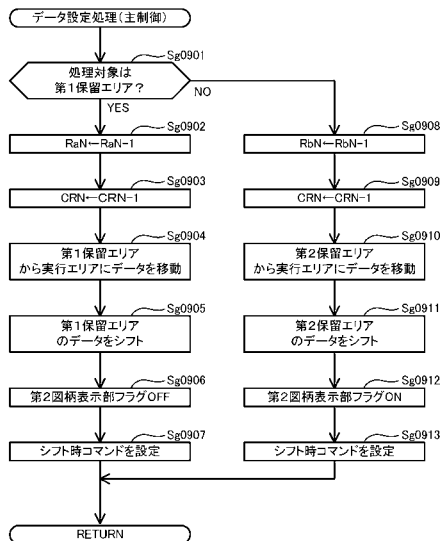 データ設定処理(主制御)
Sg0901
処理対象は
第1保留エリア?
NO
YES
Sg0902
RaN←RaN-1
Sg0903
CRN←CRN-1
Sg0904
第1保留エリア
から実行エリアにデータを移動
Sg0905
第1保留エリア
のデータをシフト
Sg0906
第2図柄表示部フラグOFF
Sg0907
シフト時コマンドを設定
Sg0908
RbN←RbN-1
Sg0909
CRN←CRN-1
Sg0910
第2保留エリア
から実行エリアにデータを移動
Sg0911
第2保留エリア
のデータをシフト
Sg0912
第2図柄表示部フラグON
Sg0913
シフト時コマンドを設定
RETURN